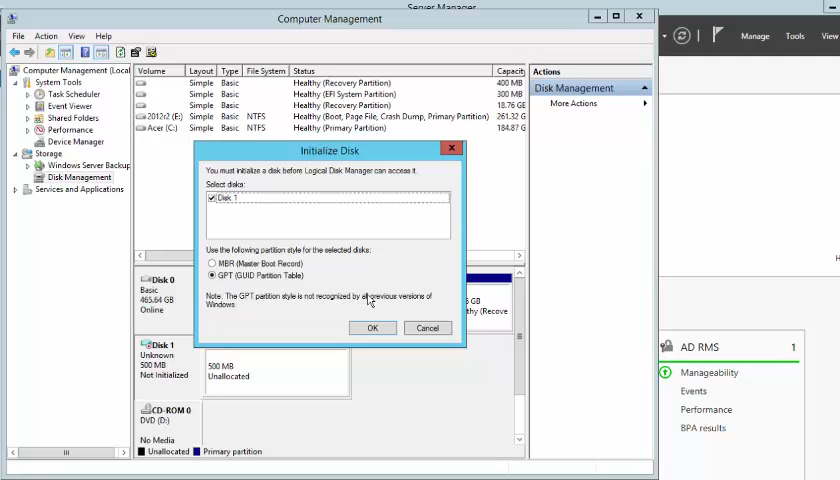 Server Manager
Computer Management
File Action View Help
Manage Tools View
Computer Management (Local
System Tools
Task Scheduler
Event Viewer
Shared Folders
Performance
Device Manager
Storage
Windows Server Backup
Disk Management
Services and Applications
Volume Layout Type File System Status Capacity
Simple Basic Healthy (Recovery Partition) 400 MB
Simple Basic Healthy (EFI System Partition) 300 MB
Simple Basic Healthy (Recovery Partition) 18.76 GB
2012r2 (E:) Simple Basic NTFS Healthy (Boot, Page File, Crash Dump, Primary Partition) 261.32 G
Acer (C:) Simple Basic NTFS Healthy (Primary Partition) 184.87 G
Actions
Disk Management
More Actions
Initialize Disk
You must initialize a disk before Logical Disk Manager can access it.
Select disks:
Disk 1
Use the following partition style for the selected disks:
MBR (Master Boot Record)
GPT (GUID Partition Table)
Note: The GPT partition style is not recognized by all previous versions of
Windows.
OK Cancel
Disk 0
Basic
465.64 GB
Online
GB
thy (Recove
Disk 1
Unknown
500 MB
Not Initialized
500 MB
Unallocated
CD-ROM 0
DVD (D:)
No Media
Unallocated Primary partition
AD RMS 1
Manageability
Events
Performance
BPA results